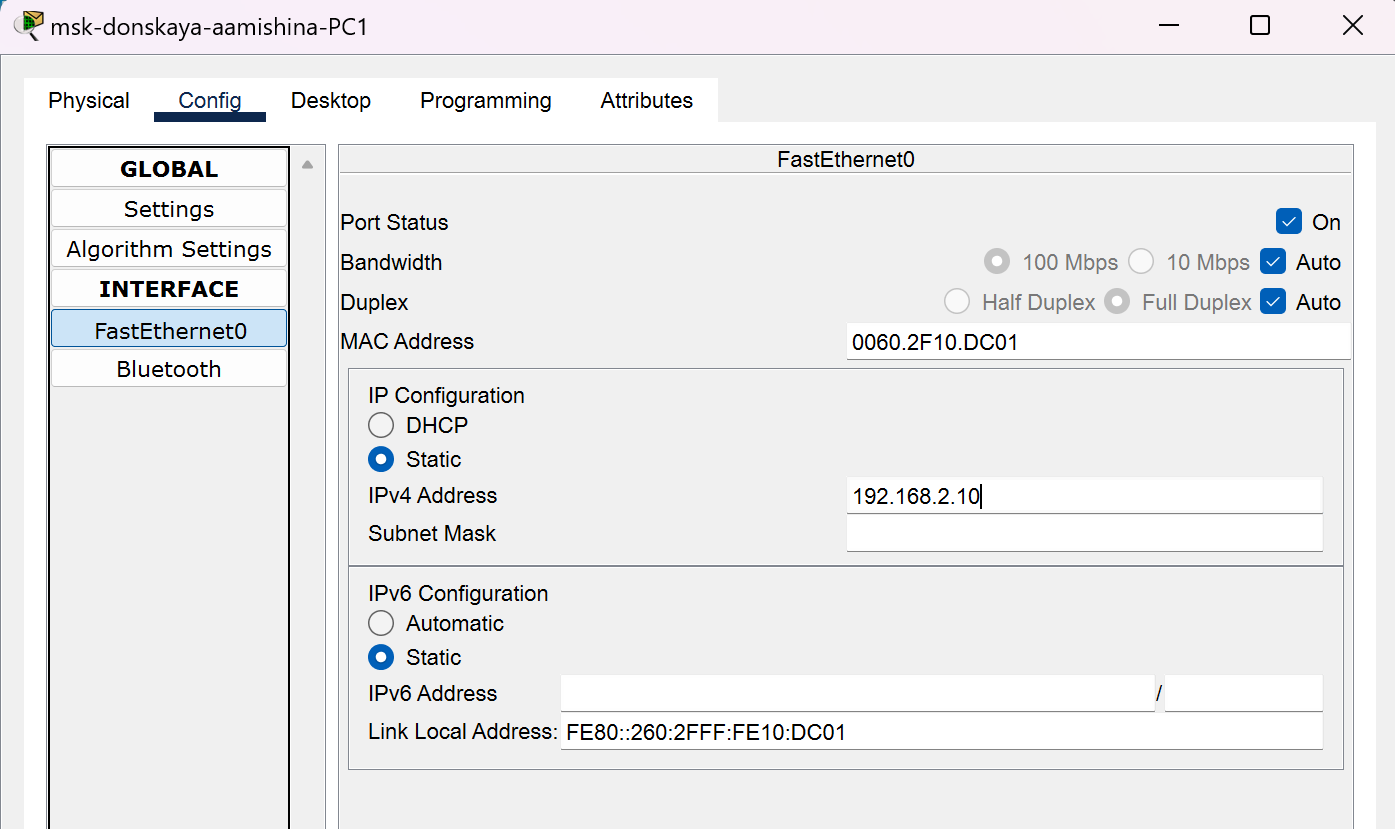 msk-donskaya-aamishina-PC1
Physical Config Desktop Programming Attributes
GLOBAL
Settings
Algorithm Settings
INTERFACE
FastEthernet0
Bluetooth
FastEthernet0
Port Status On
Bandwidth 100 Mbps 10 Mbps Auto
Duplex Half Duplex Full Duplex Auto
MAC Address 0060.2F10.DC01
IP Configuration
DHCP
Static
IPv4 Address 192.168.2.10
Subnet Mask
IPv6 Configuration
Automatic
Static
IPv6 Address /
Link Local Address: FE80::260:2FFF:FE10:DC01